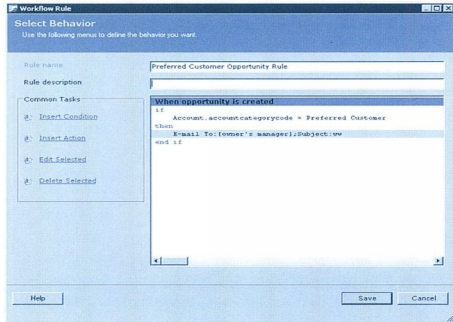 Workflow Rule
Select Behavior
Use the following menus to define the behavior you want.
Rule name
Preferred Customer Opportunity Rule
Rule description
Common Tasks
Insert Condition
Insert Action
Edit Selected
Delete Selected
When opportunity is created
if
Account.accountcategorycode = Preferred Customer
then
E-mail To:{owner's manager};Subject:ww
end if
Help
Save
Cancel